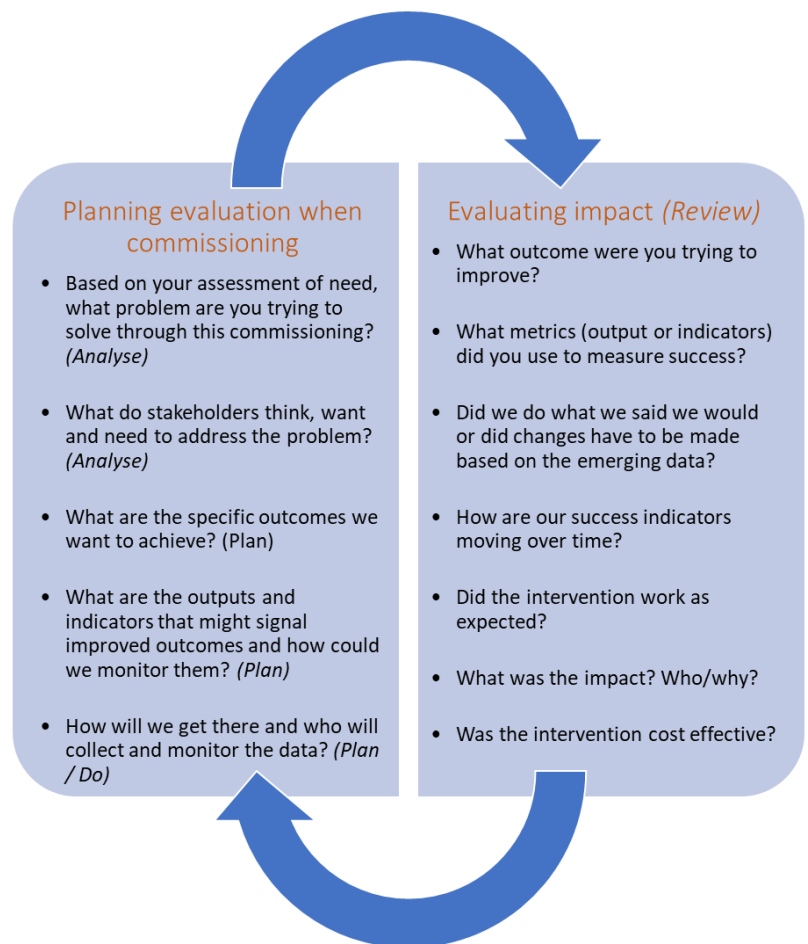 Planning evaluation when
commissioning
• Based on your assessment of need,
what problem are you trying to
solve through this commissioning?
(Analyse)
• What do stakeholders think, want
and need to address the problem?
(Analyse)
• What are the specific outcomes we
want to achieve? (Plan)
• What are the outputs and
indicators that might signal
improved outcomes and how could
we monitor them? (Plan)
• How will we get there and who will
collect and monitor the data? (Plan
/ Do)
Evaluating impact (Review)
• What outcome were you trying to
improve?
• What metrics (output or indicators)
did you use to measure success?
• Did we do what we said we would
or did changes have to be made
based on the emerging data?
• How are our success indicators
moving over time?
• Did the intervention work as
expected?
• What was the impact? Who/why?
• Was the intervention cost effective?